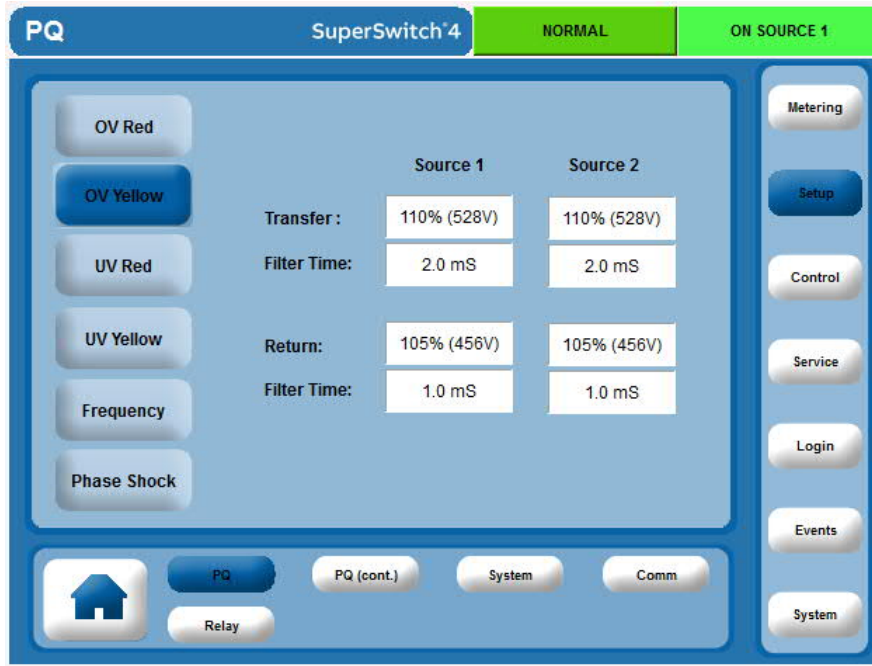 PQ SuperSwitch®4 NORMAL ON SOURCE 1
OV Red
OV Yellow
UV Red
UV Yellow
Frequency
Phase Shock
Source 1 Source 2
Transfer : 110% (528V) 110% (528V)
Filter Time: 2.0 mS 2.0 mS
Return: 105% (456V) 105% (456V)
Filter Time: 1.0 mS 1.0 mS
Metering
Setup
Control
Service
Login
Events
System
PQ PQ (cont.) System Comm
Relay